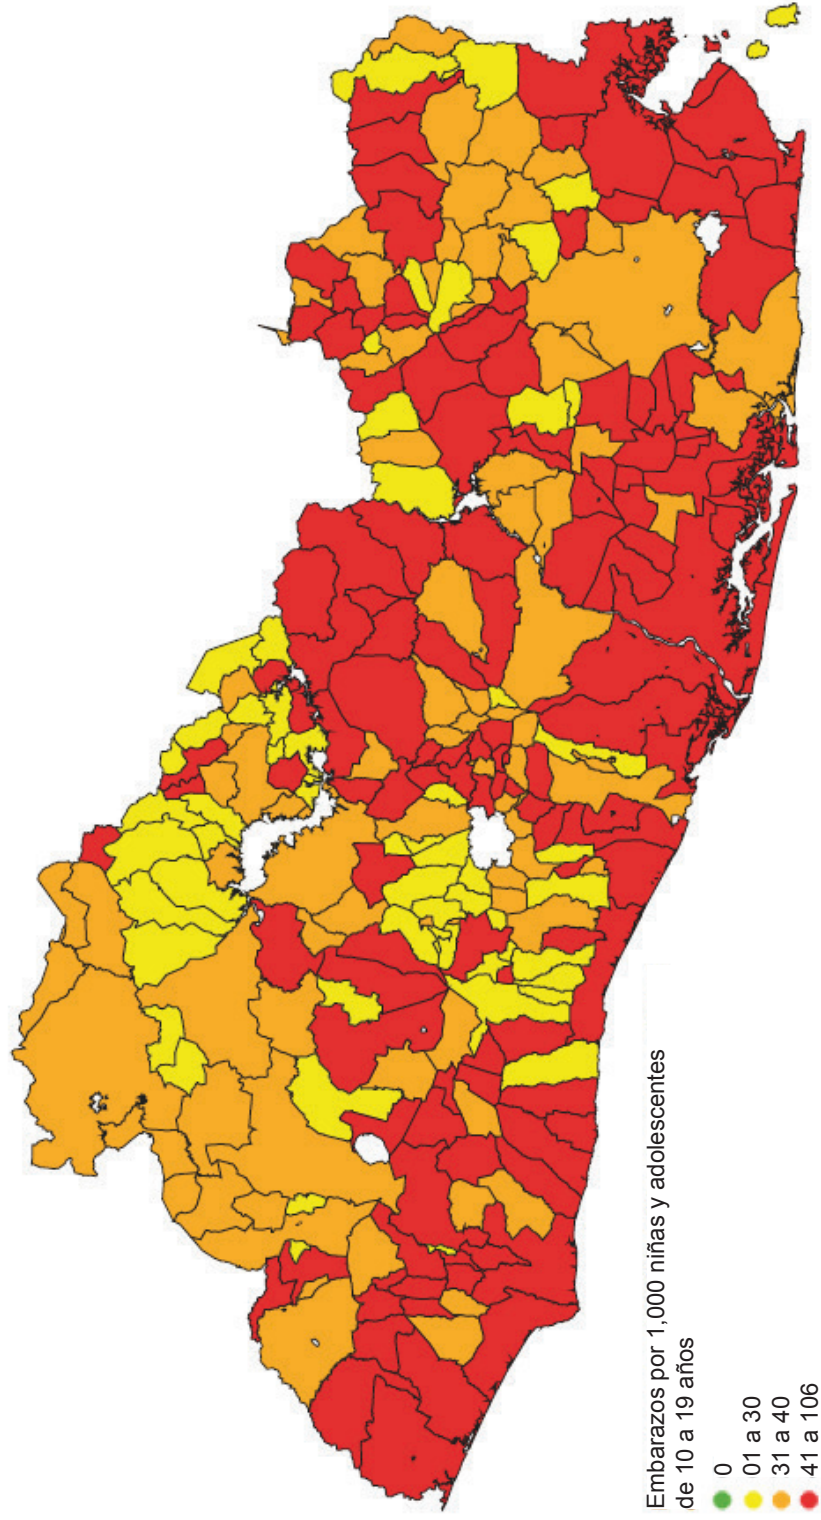 Embarazos por 1,000 niñas y adolescentes
de 10 a 19 años
0
01 a 30
31 a 40
41 a 106